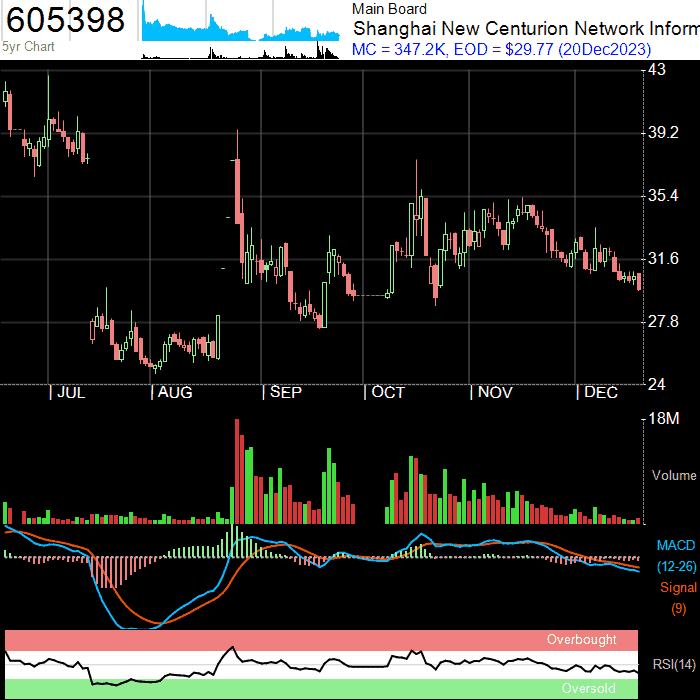 605398
5yr Chart
Main Board
Shanghai New Centurion Network Inform
MC = 347.2K, EOD = $29.77 (20Dec2023)
43
39.2
35.4
31.6
27.8
24
| JUL | AUG | SEP | OCT | NOV | DEC
18M
Volume
MACD
(12-26)
Signal
(9)
Overbought
RSI(14)
Oversold